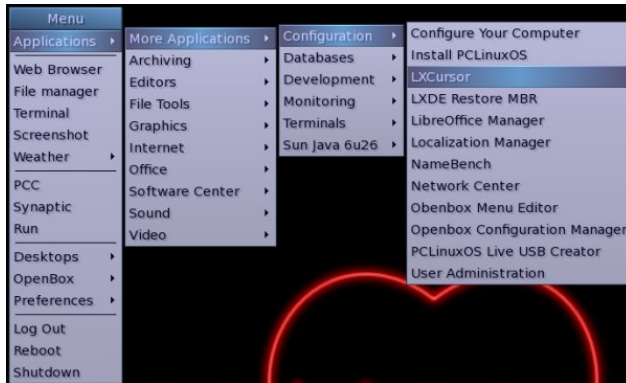 Menu
Applications
Web Browser
File manager
Terminal
Screenshot
Weather
PCC
Synaptic
Run
Desktops
OpenBox
Preferences
Log Out
Reboot
Shutdown
More Applications
Archiving
Editors
File Tools
Graphics
Internet
Office
Software Center
Sound
Video
Configuration
Databases
Development
Monitoring
Terminals
Sun Java 6u26
Configure Your Computer
Install PCLinuxOS
LXCursor
LXDE Restore MBR
LibreOffice Manager
Localization Manager
NameBench
Network Center
Obenbox Menu Editor
Openbox Configuration Manager
PCLinuxOS Live USB Creator
User Administration